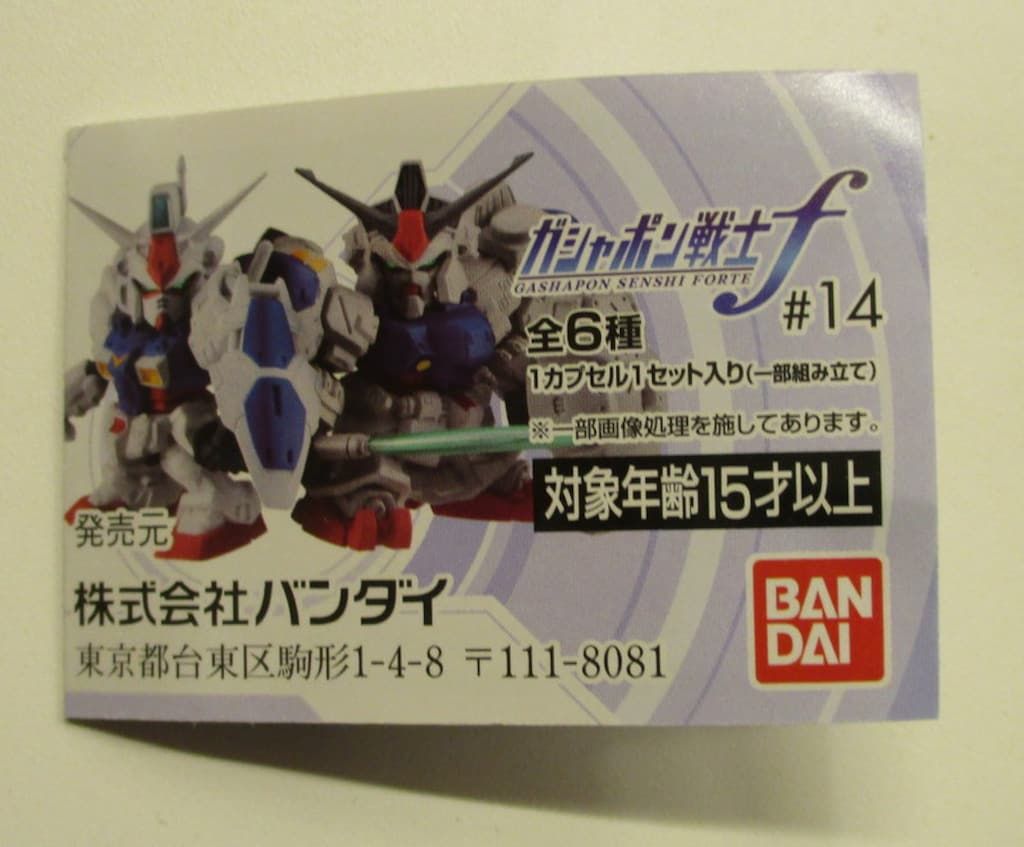 ガシャポン戦士f
GASHAPON SENSHI FORTE
#14
全6種
1カプセル1セット入り(一部組み立て)
※一部画像処理を施してあります。
対象年齢15才以上
発売元
株式会社バンダイ
東京都台東区駒形1-4-8 〒111-8081
BAN
DAI